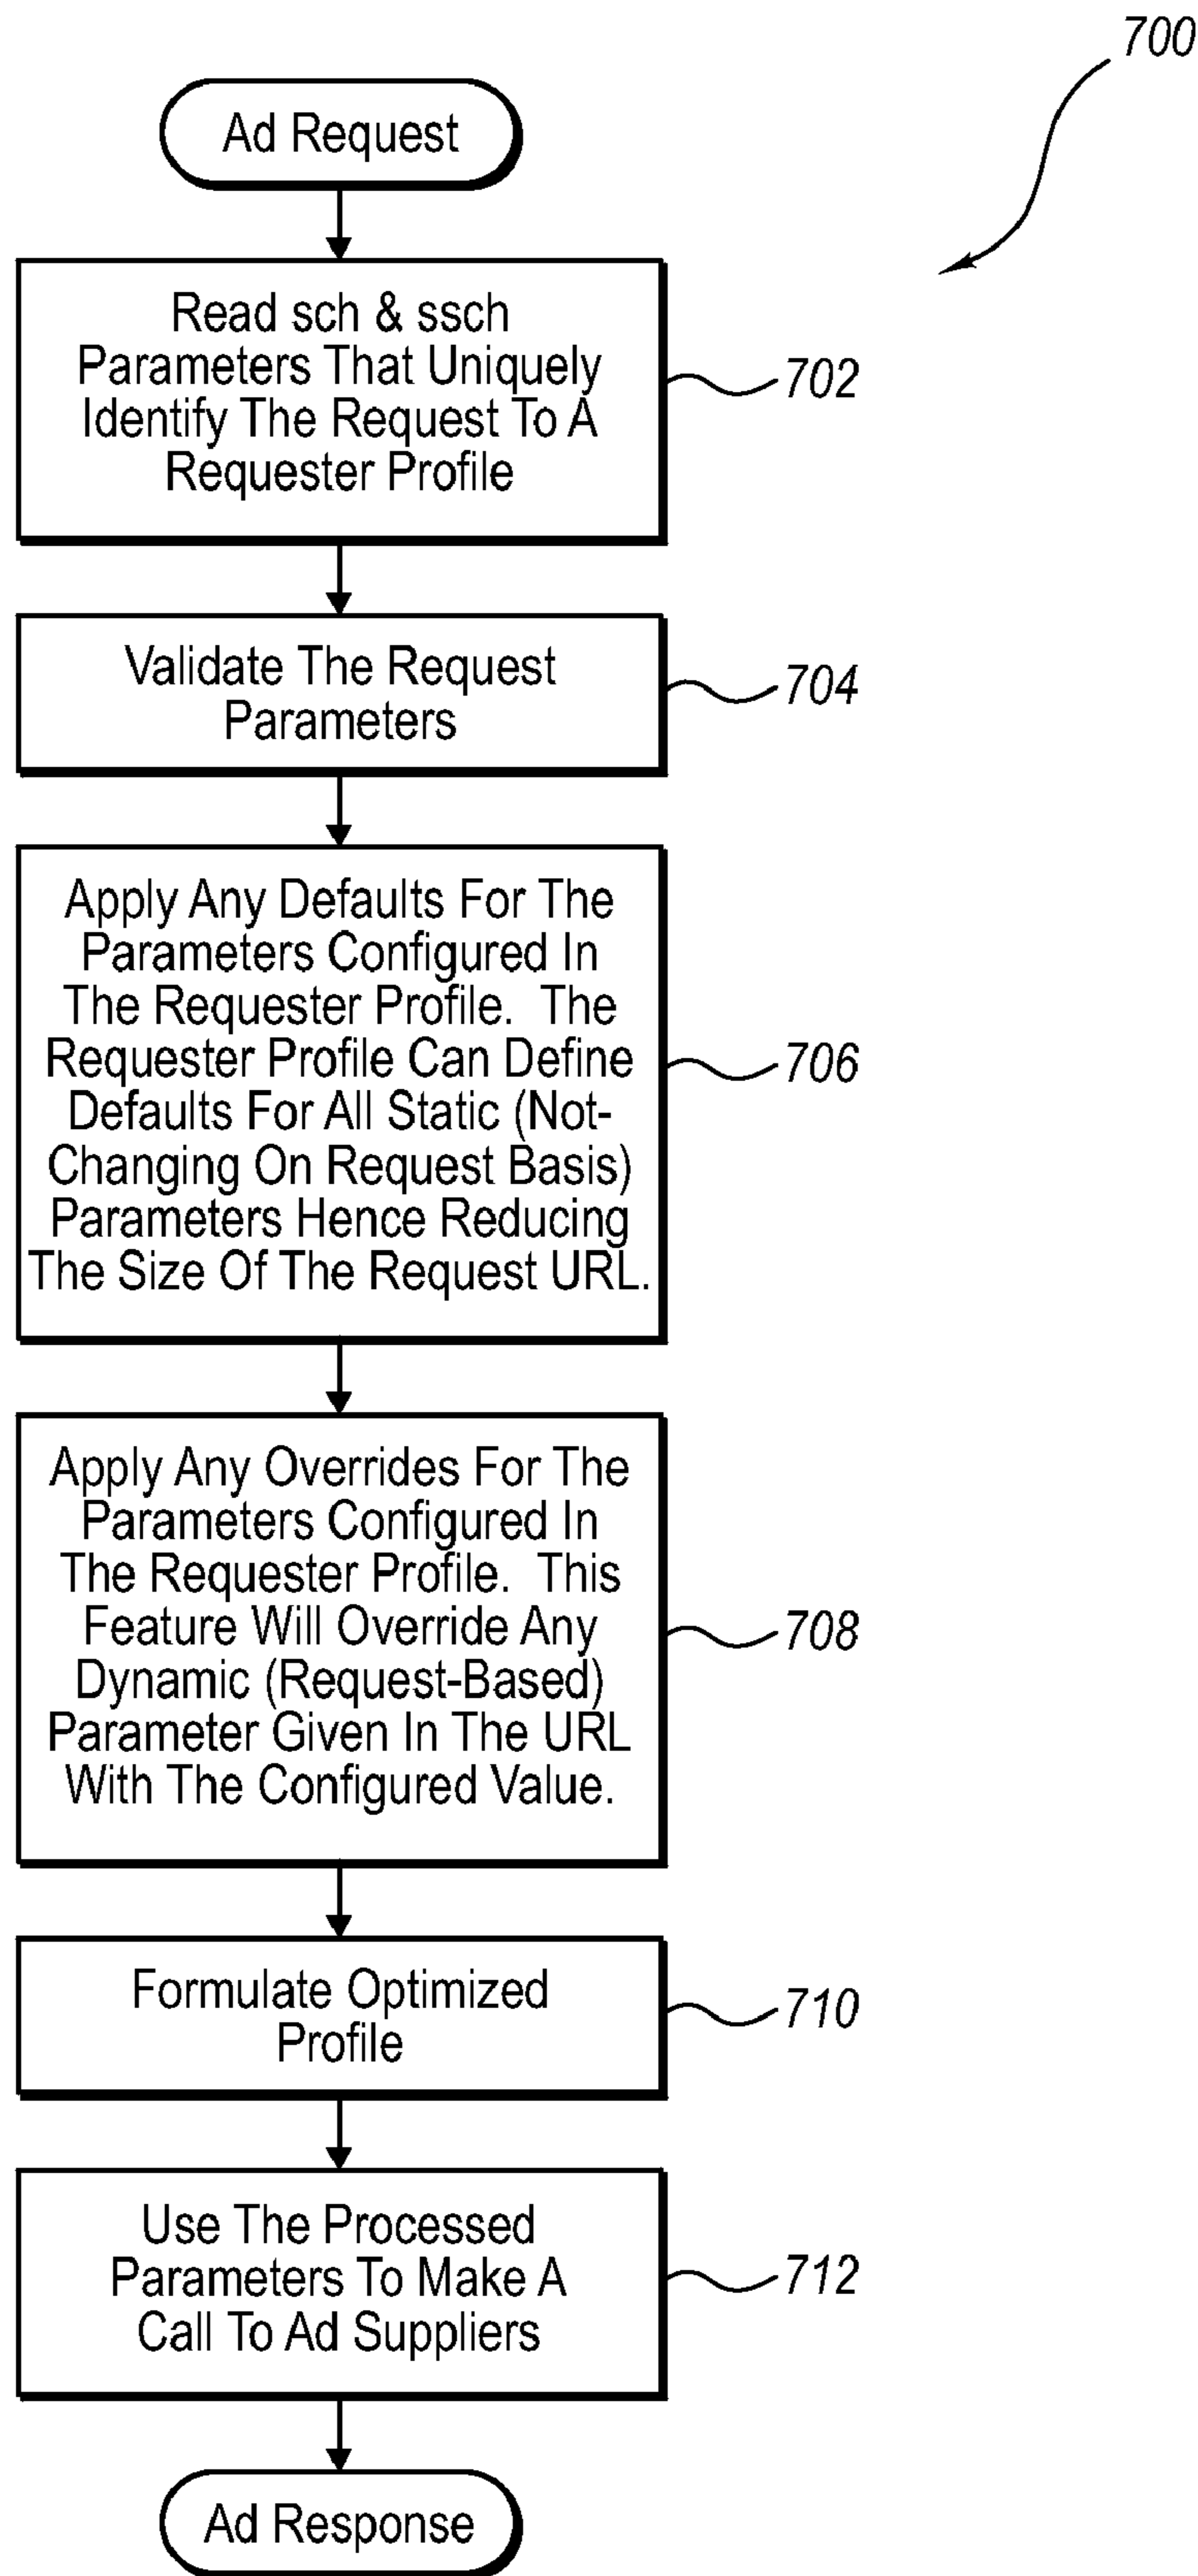 700
Ad Request
Read sch & ssch
Parameters That Uniquely
Identify The Request To A
Requester Profile
702
Validate The Request
Parameters
704
Apply Any Defaults For The
Parameters Configured In
The Requester Profile. The
Requester Profile Can Define
Defaults For All Static (Not-
Changing On Request Basis)
Parameters Hence Reducing
The Size Of The Request URL.
706
Apply Any Overrides For The
Parameters Configured In
The Requester Profile. This
Feature Will Override Any
Dynamic (Request-Based)
Parameter Given In The URL
With The Configured Value.
708
Formulate Optimized
Profile
710
Use The Processed
Parameters To Make A
Call To Ad Suppliers
712
Ad Response